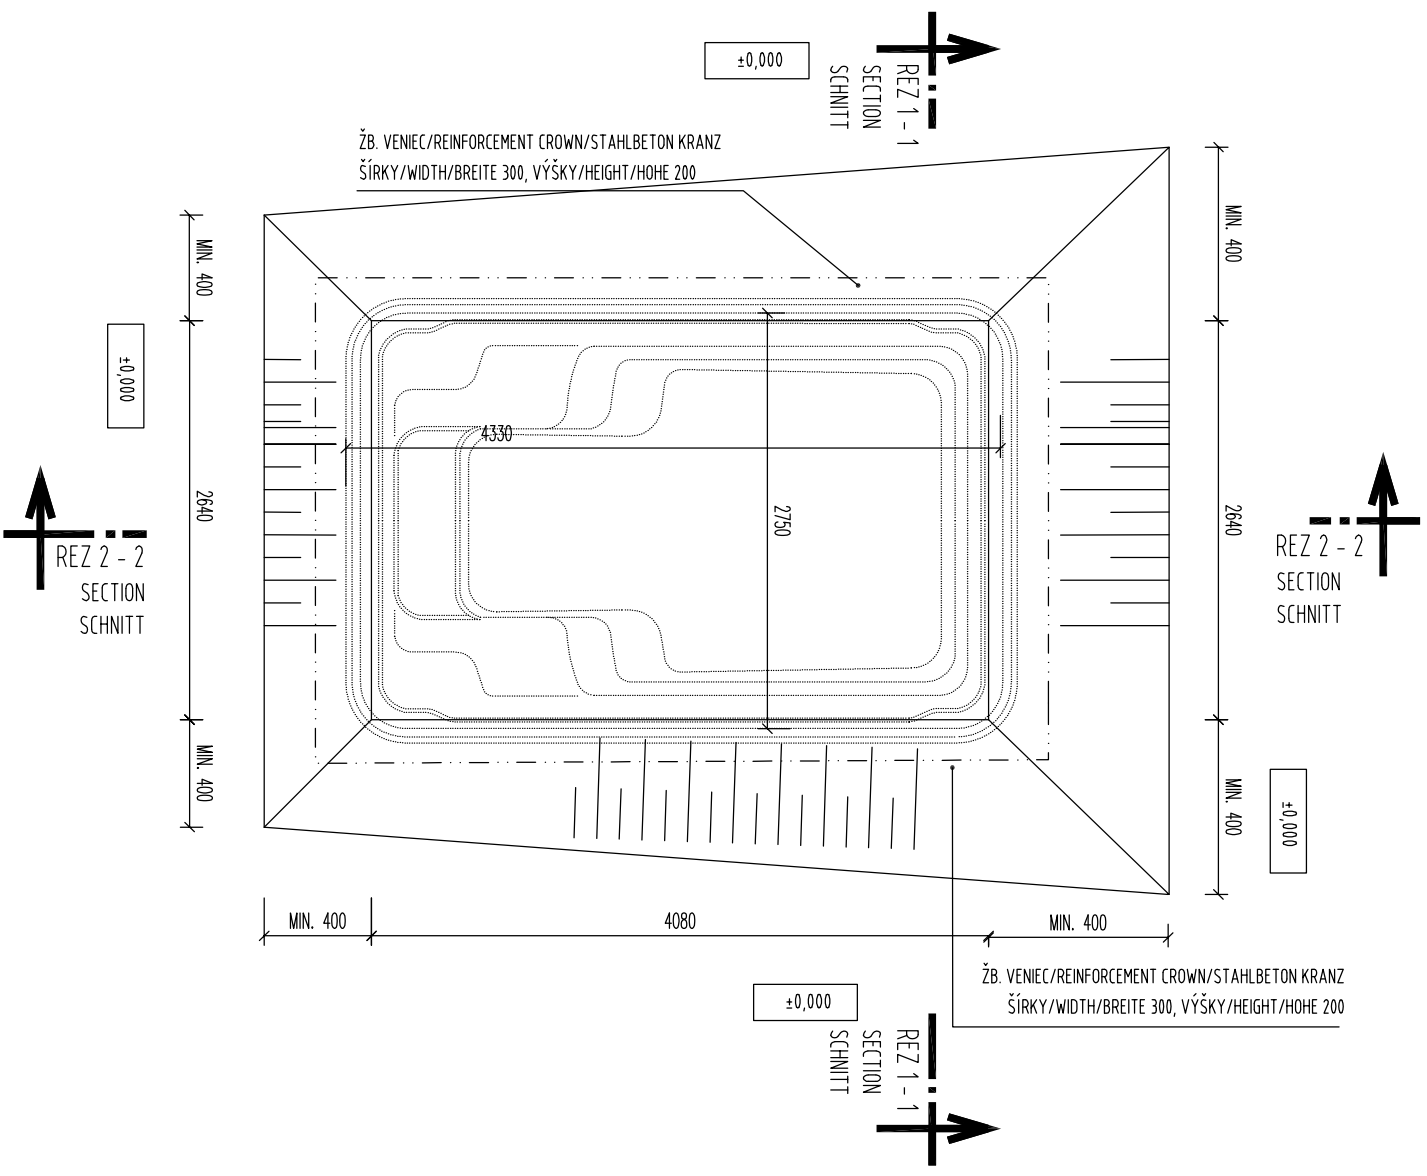 ±0,000
REZ 1 - 1
SECTION
SCHNITT
ŽB. VENIEC/REINFORCEMENT CROWN/STAHLBETON KRANZ
ŠÍRKY/WIDTH/BREITE 300, VÝŠKY/HEIGHT/HOHE 200
MIN. 400
MIN. 400
±0,000
4330
2640
2750
2640
REZ 2 - 2
SECTION
SCHNITT
REZ 2 - 2
SECTION
SCHNITT
MIN. 400
MIN. 400
±0,000
MIN. 400
4080
MIN. 400
ŽB. VENIEC/REINFORCEMENT CROWN/STAHLBETON KRANZ
ŠÍRKY/WIDTH/BREITE 300, VÝŠKY/HEIGHT/HOHE 200
±0,000
REZ 1 - 1
SECTION
SCHNITT